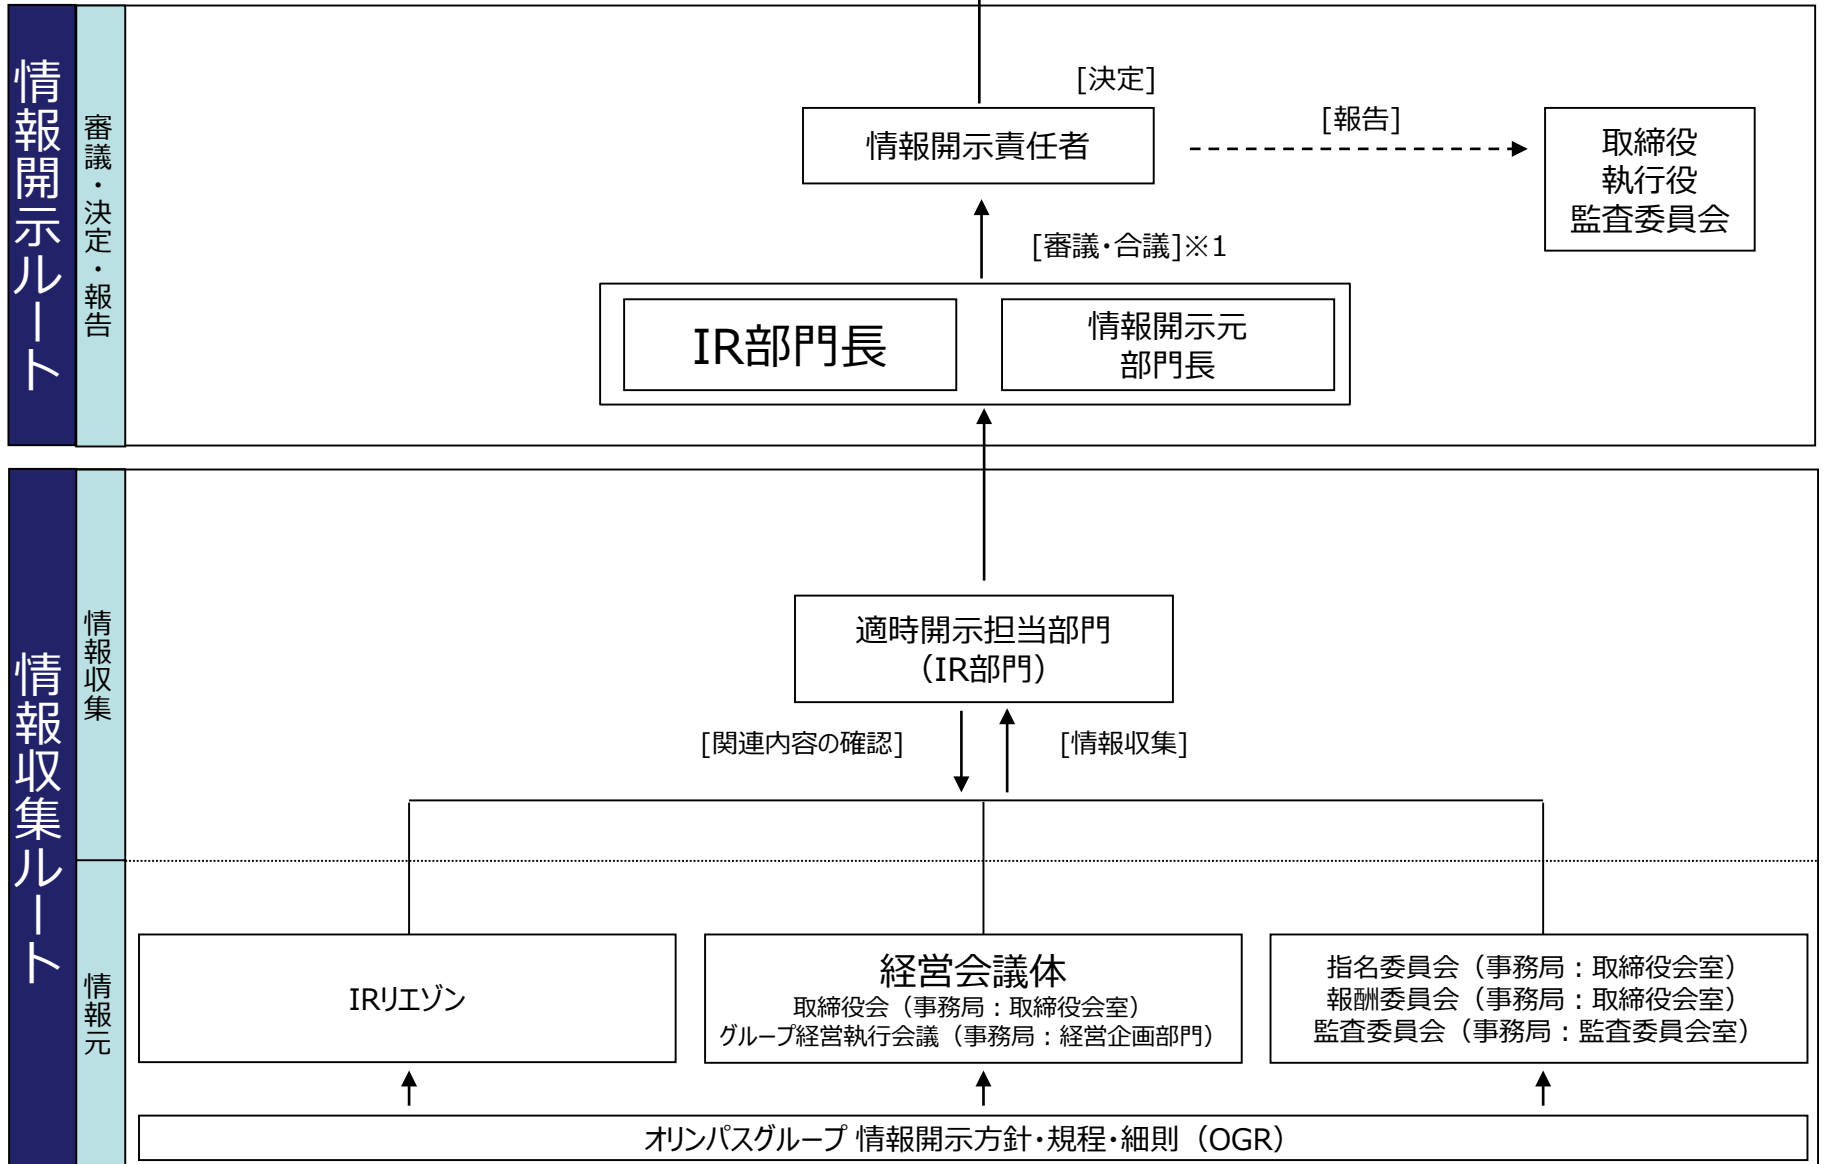 情報開示ルート
審議・決定・報告
[決定]
情報開示責任者
[報告]
取締役
執行役
監査委員会
[審議・合議]※1
IR部門長
情報開示元
部門長
情報収集ルート
情報収集
適時開示担当部門
（IR部門）
[関連内容の確認]
[情報収集]
情報元
IRリエゾン
経営会議体
取締役会（事務局：取締役会室）
グループ経営執行会議（事務局：経営企画部門）
指名委員会（事務局：取締役会室）
報酬委員会（事務局：取締役会室）
監査委員会（事務局：監査委員会室）
オリンパスグループ 情報開示方針・規程・細則（OGR）